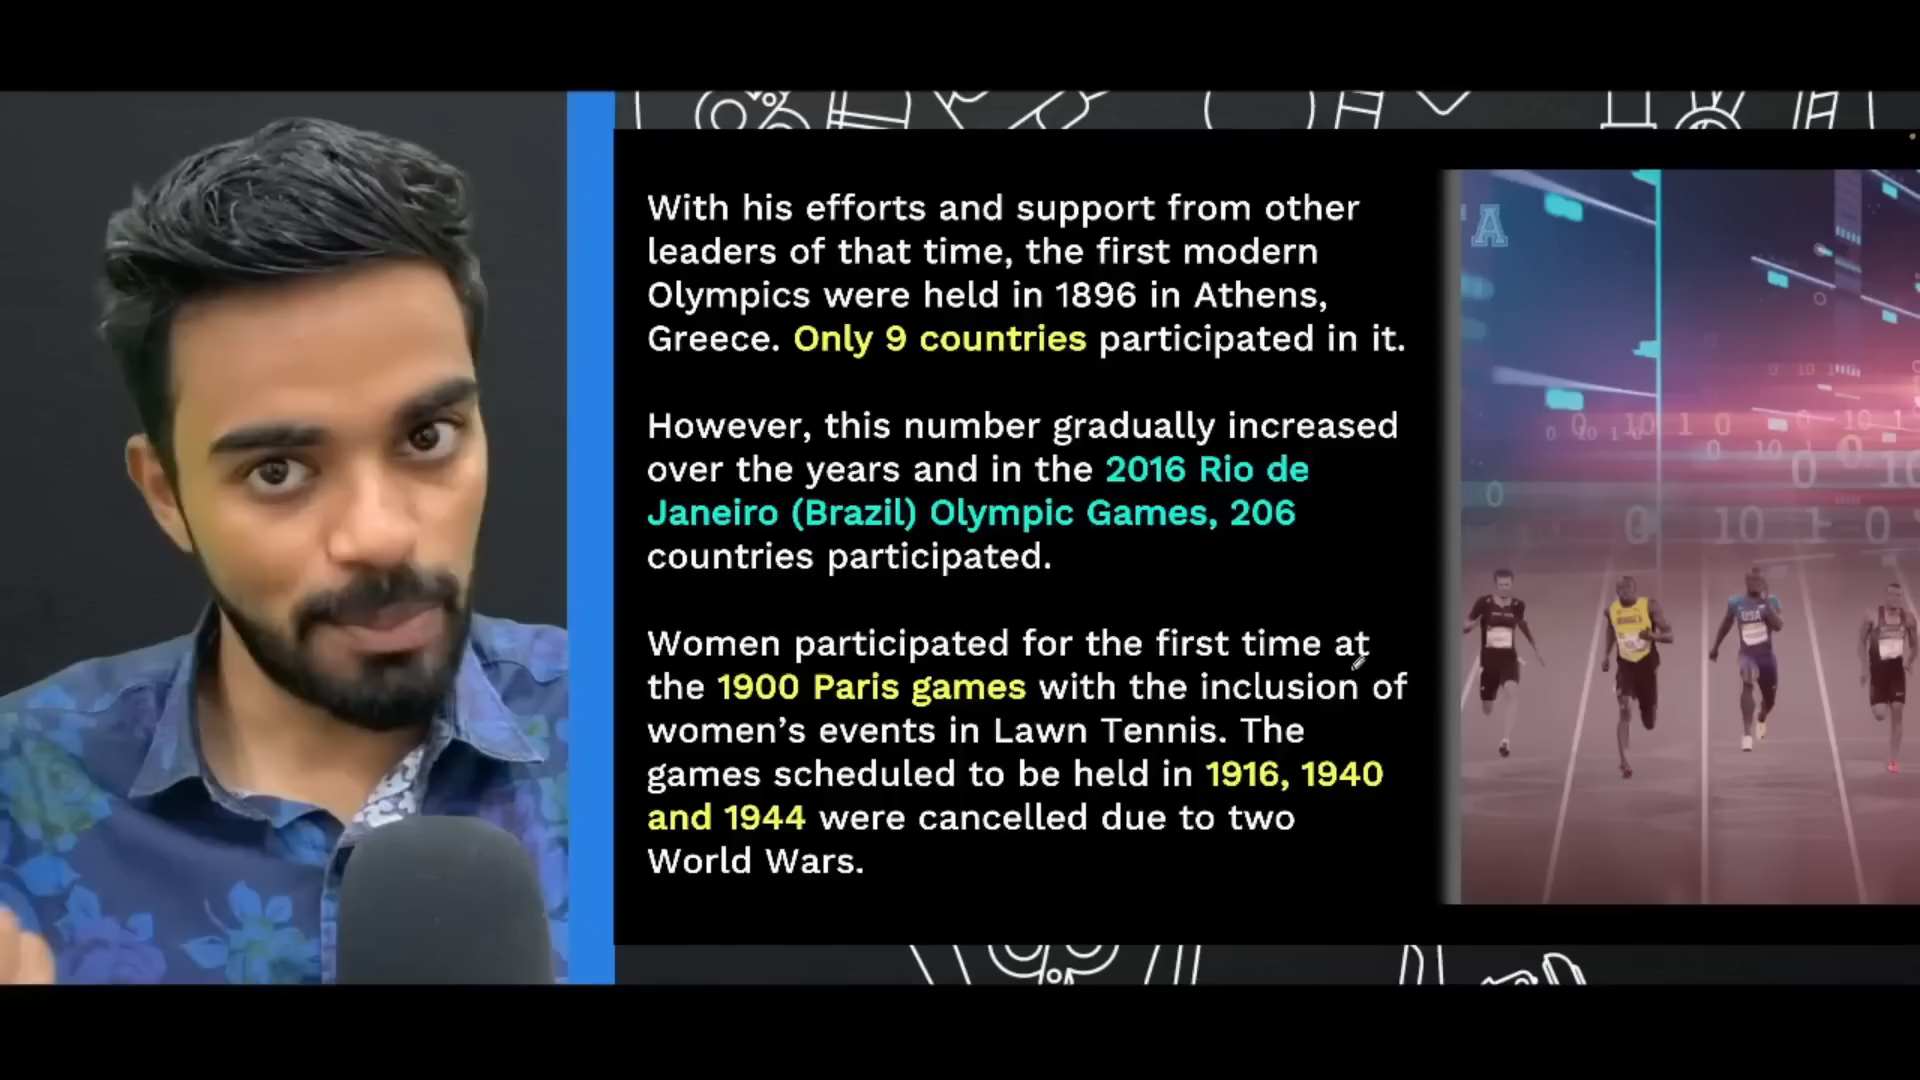 With his efforts and support from other
leaders of that time, the first modern
Olympics were held in 1896 in Athens,
Greece. Only 9 countries participated in it.
However, this number gradually increased
over the years and in the 2016 Rio de
Janeiro (Brazil) Olympic Games, 206
countries participated.
Women participated for the first time at
the 1900 Paris games with the inclusion of
women's events in Lawn Tennis. The
games scheduled to be held in 1916, 1940
and 1944 were cancelled due to two
World Wars.
A
USA